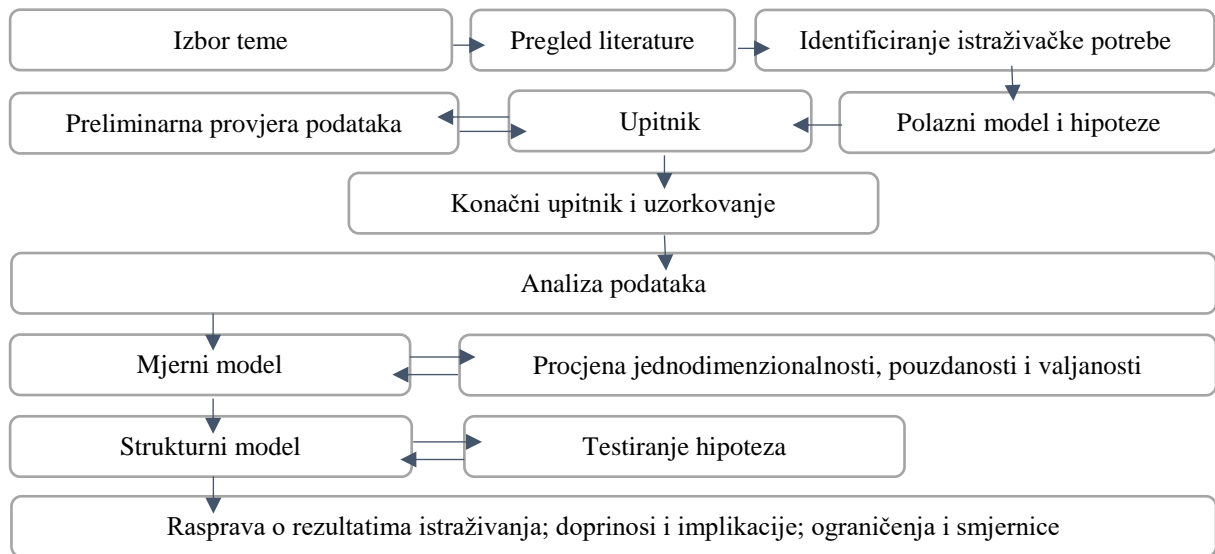 Izbor teme
Pregled literature
Identificiranje istraživačke potrebe
Preliminarna provjera podataka
Upitnik
Polazni model i hipoteze
Konačni upitnik i uzorkovanje
Analiza podataka
Mjerni model
Procjena jednodimenzionalnosti, pouzdanosti i valjanosti
Strukturni model
Testiranje hipoteza
Rasprava o rezultatima istraživanja; doprinosi i implikacije; ograničenja i smjernice